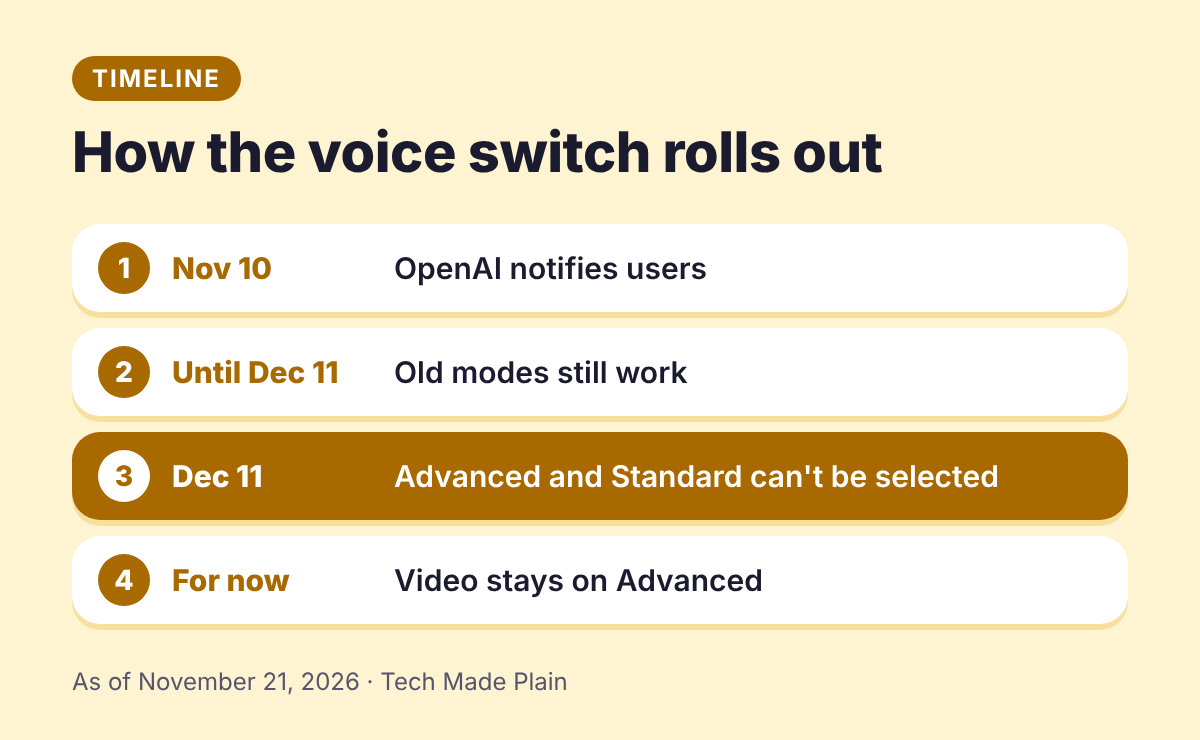 TIMELINE
How the voice switch rolls out
1 Nov 10 OpenAI notifies users
2 Until Dec 11 Old modes still work
3 Dec 11 Advanced and Standard can't be selected
4 For now Video stays on Advanced
As of November 21, 2026 · Tech Made Plain